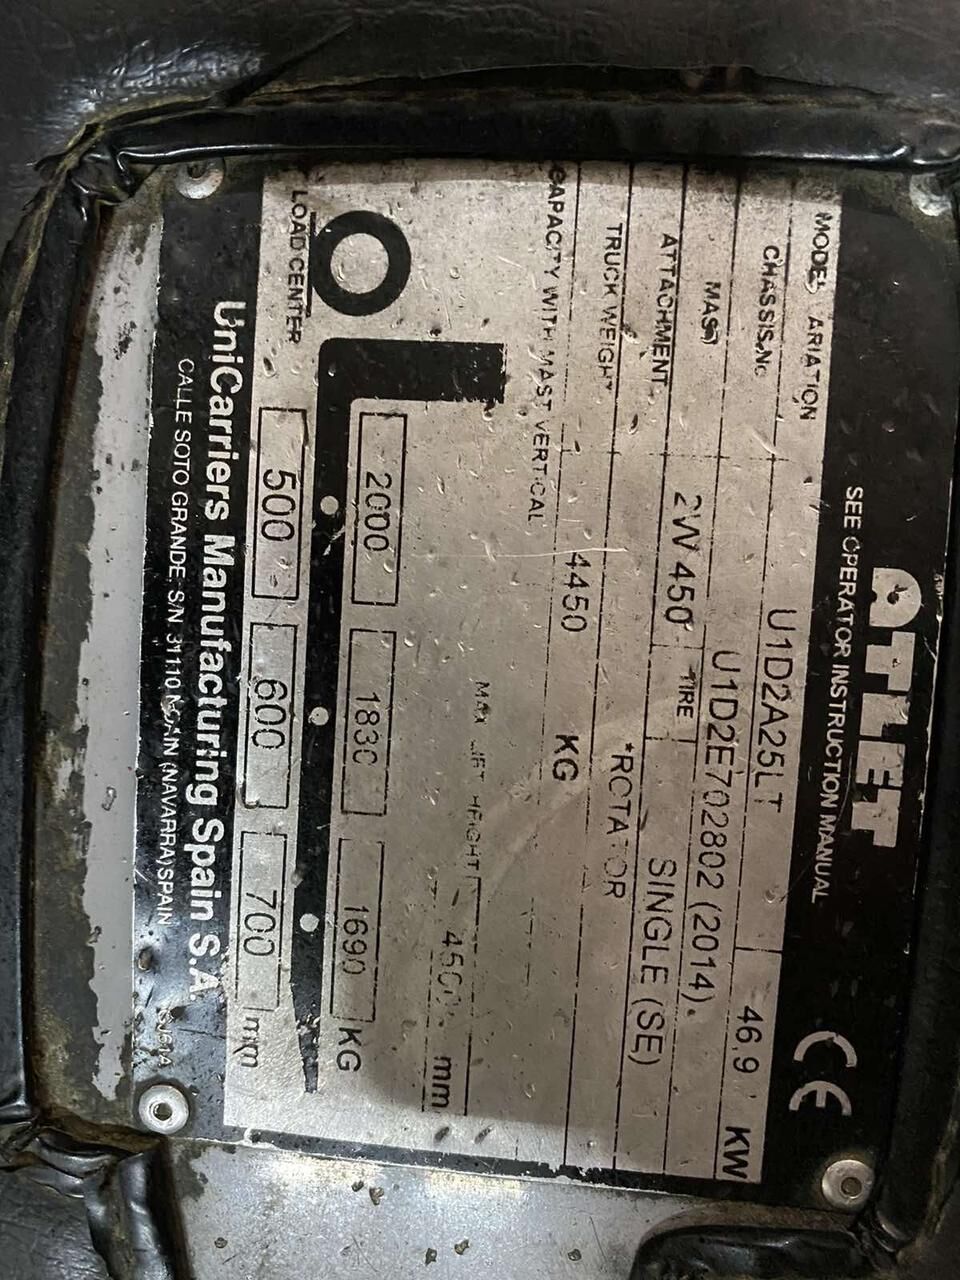 ATLET CE
SEE OPERATOR INSTRUCTION MANUAL
MODEL ARIATION U1D2A25LT 46.9 KW
CHASSIS NO U1D2E702802 (2014).
MAST 2W 450 TIRE SINGLE (SE)
ATTACHMENT *ROTATOR
TRUCK WEIGHT 4450 KG
CAPACITY WITH MAST VERTICAL
MAX LIFT HEIGHT 4500 mm
2000 1830 1690 KG
LOAD CENTER 500 600 700 mm
UniCarriers Manufacturing Spain S.A.
CALLE SOTO GRANDE, S/N, 31110 NOAIN (NAVARRA) SPAIN